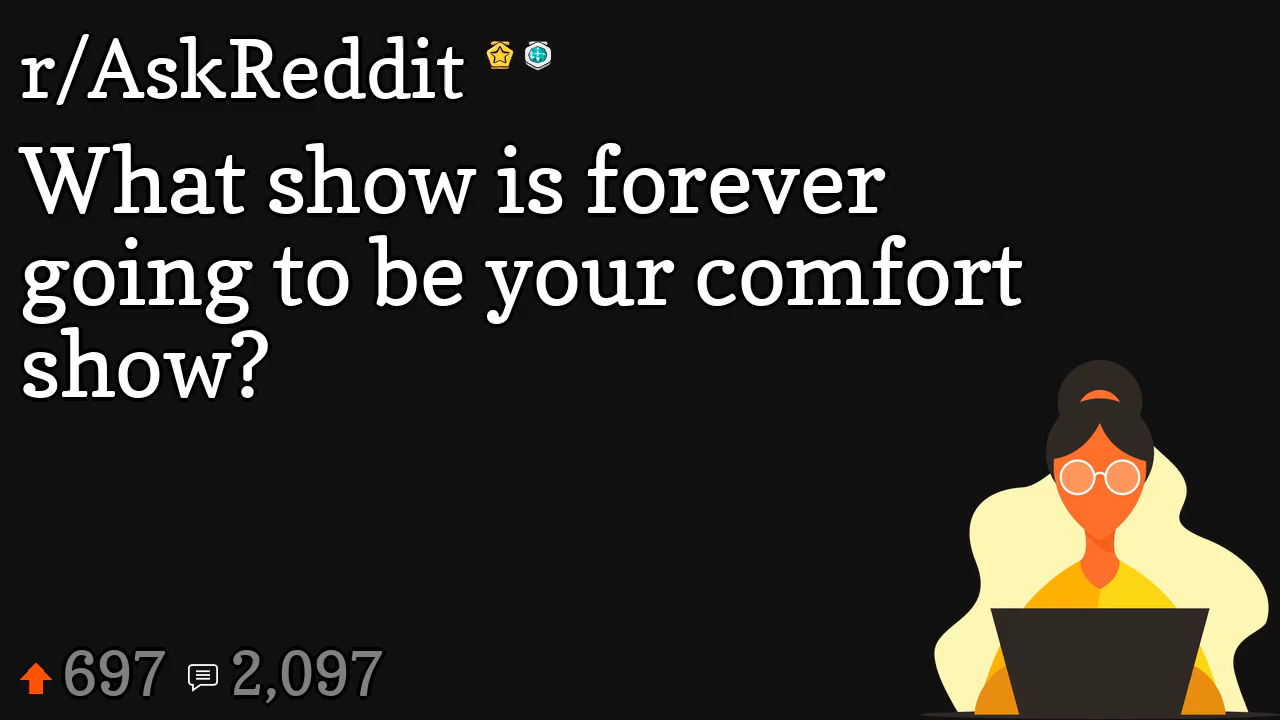 r/AskReddit
What show is forever
going to be your comfort
show?
697 2,097